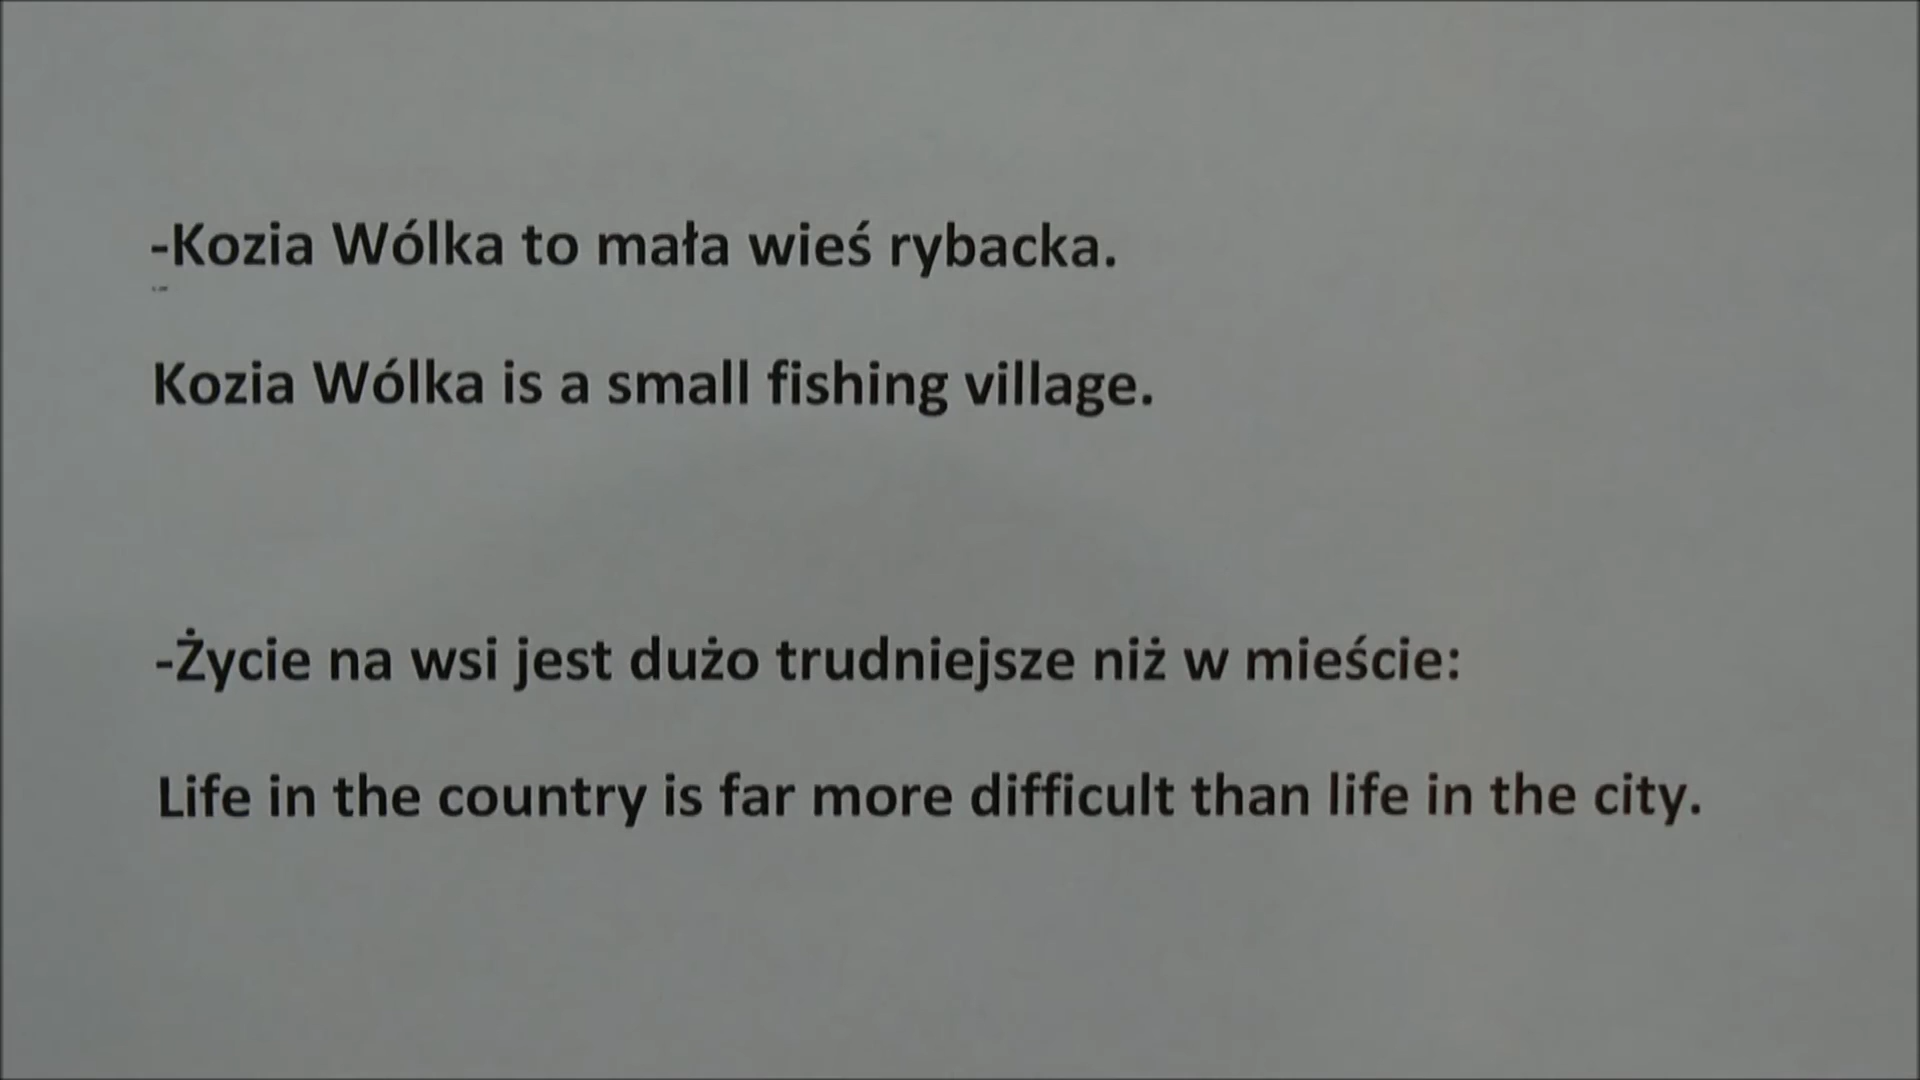 -Kozia Wólka to mała wieś rybacka.
Kozia Wólka is a small fishing village.
-Życie na wsi jest dużo trudniejsze niż w mieście:
Life in the country is far more difficult than life in the city.